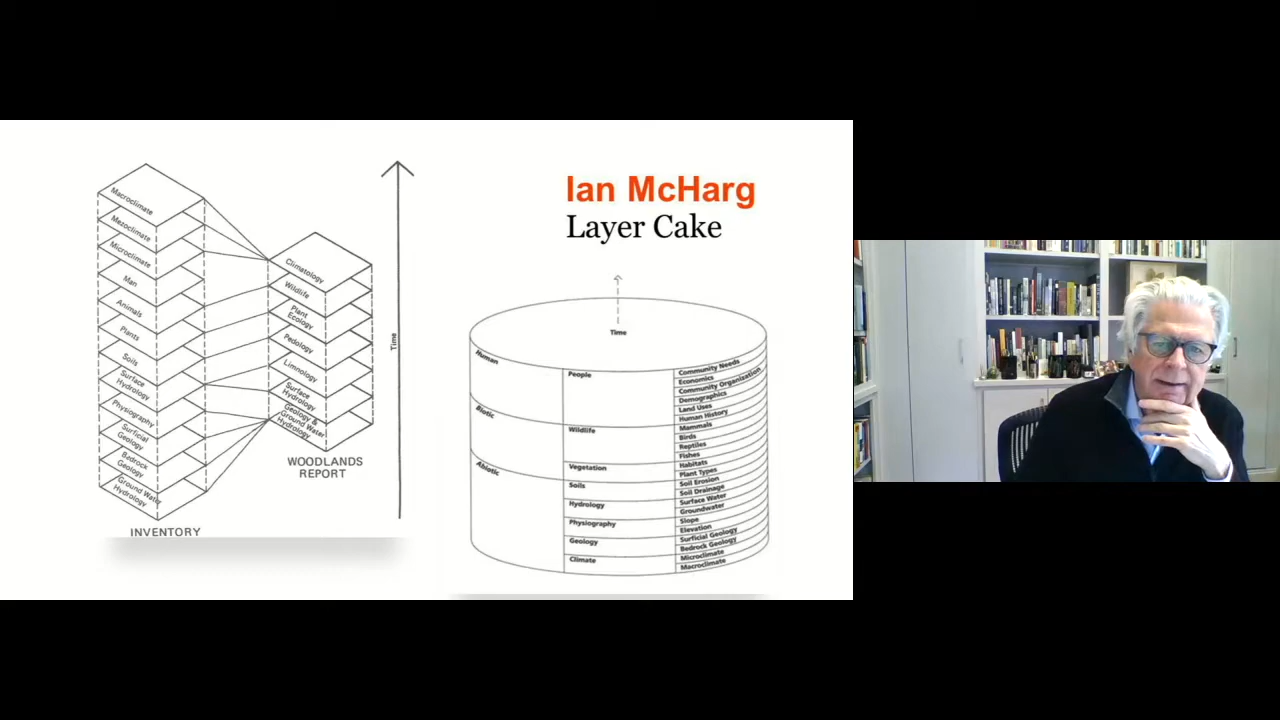 Macroclimate
Mezoclimate
Microclimate
Man
Animals
Plants
Soils
Surface
Hydrology
Physiography
Surficial
Geology
Bedrock
Geology
Ground Water
Hydrology
INVENTORY
Climatology
Wildlife
Plant
Ecology
Pedology
Limnology
Surface
Hydrology
Geology &
Ground Water
Hydrology
WOODLANDS
REPORT
Time
Ian McHarg
Layer Cake
Time
Human
Biotic
Abiotic
People
Wildlife
Vegetation
Soils
Hydrology
Physiography
Geology
Climate
Community Needs
Economics
Community Organization
Demographics
Land Uses
Human History
Mammals
Birds
Reptiles
Fishes
Habitats
Plant Types
Soil Erosion
Soil Drainage
Surface Water
Groundwater
Slope
Elevation
Surficial Geology
Bedrock Geology
Microclimate
Macroclimate